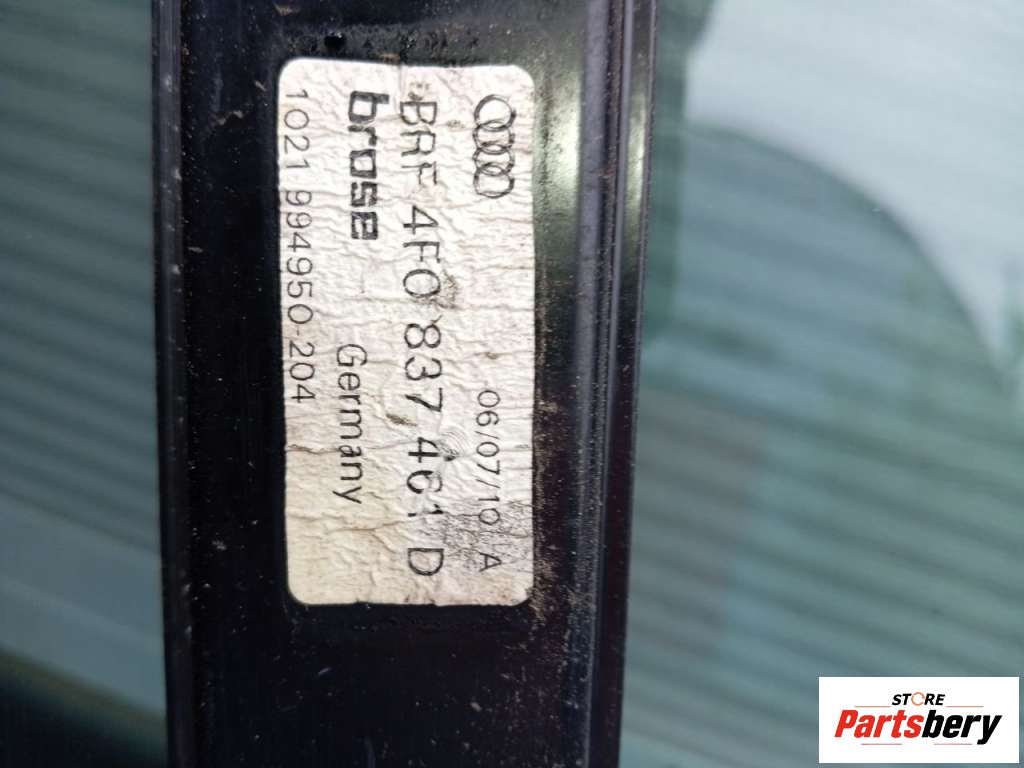 06/07/10 A
BRF 4F0 837 461 D
brose Germany
1021 994950-204
STORE
Partsbery